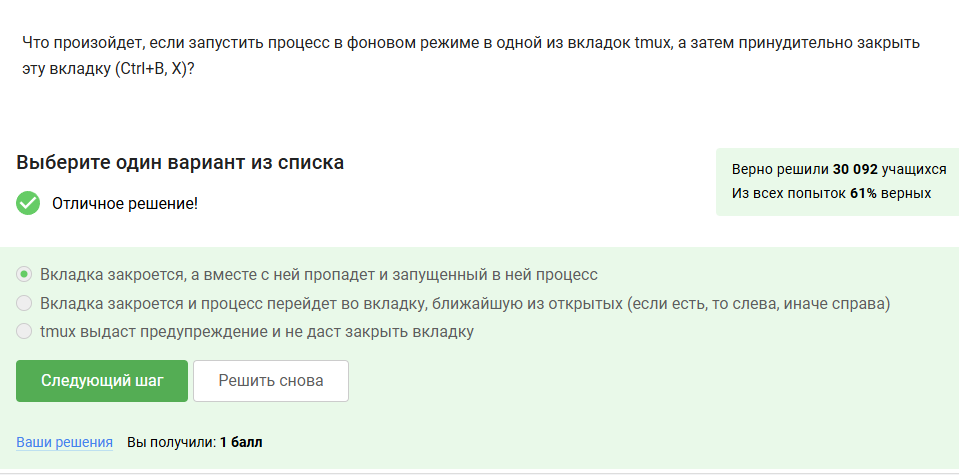 Что произойдет, если запустить процесс в фоновом режиме в одной из вкладок tmux, а затем принудительно закрыть
эту вкладку (Ctrl+B, X)?
Выберите один вариант из списка
Отличное решение!
Верно решили 30 092 учащихся
Из всех попыток 61% верных
Вкладка закроется, а вместе с ней пропадет и запущенный в ней процесс
Вкладка закроется и процесс перейдет во вкладку, ближайшую из открытых (если есть, то слева, иначе справа)
tmux выдаст предупреждение и не даст закрыть вкладку
Следующий шаг
Решить снова
Ваши решения Вы получили: 1 балл